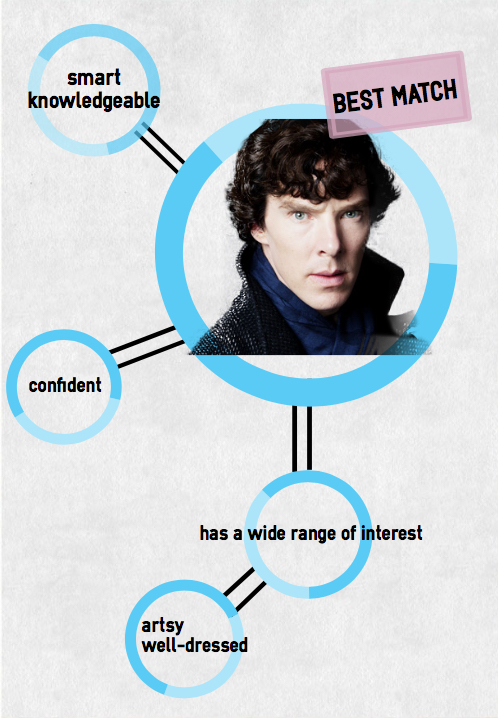 smart
knowledgeable
BEST MATCH
confident
has a wide range of interest
artsy
well-dressed